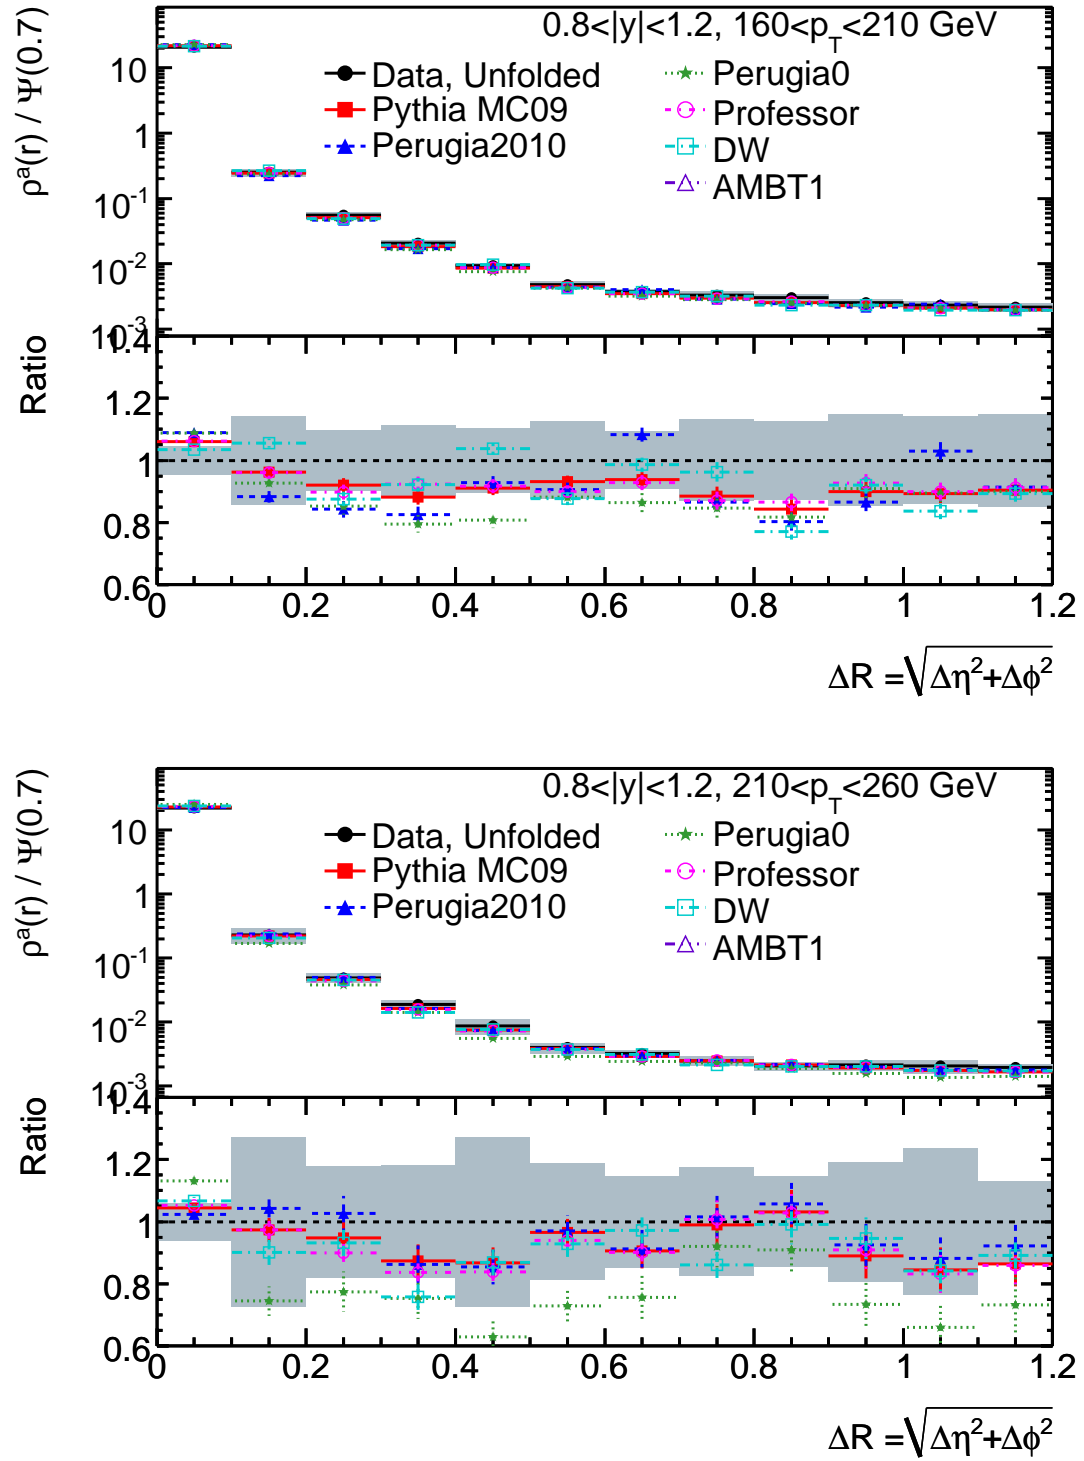 0.8<|y|<1.2, 160<p_T<210 GeV
ρ^a(r) / Ψ(0.7)
10
1
10^-1
10^-2
10^-3
Data, Unfolded
Pythia MC09
Perugia2010
Perugia0
Professor
DW
AMBT1
Ratio
1.4
1.2
1
0.8
0.6
0 0.2 0.4 0.6 0.8 1 1.2
ΔR = √Δη²+Δϕ²
0.8<|y|<1.2, 210<p_T<260 GeV
ρ^a(r) / Ψ(0.7)
10
1
10^-1
10^-2
10^-3
Data, Unfolded
Pythia MC09
Perugia2010
Perugia0
Professor
DW
AMBT1
Ratio
1.4
1.2
1
0.8
0.6
0 0.2 0.4 0.6 0.8 1 1.2
ΔR = √Δη²+Δϕ²